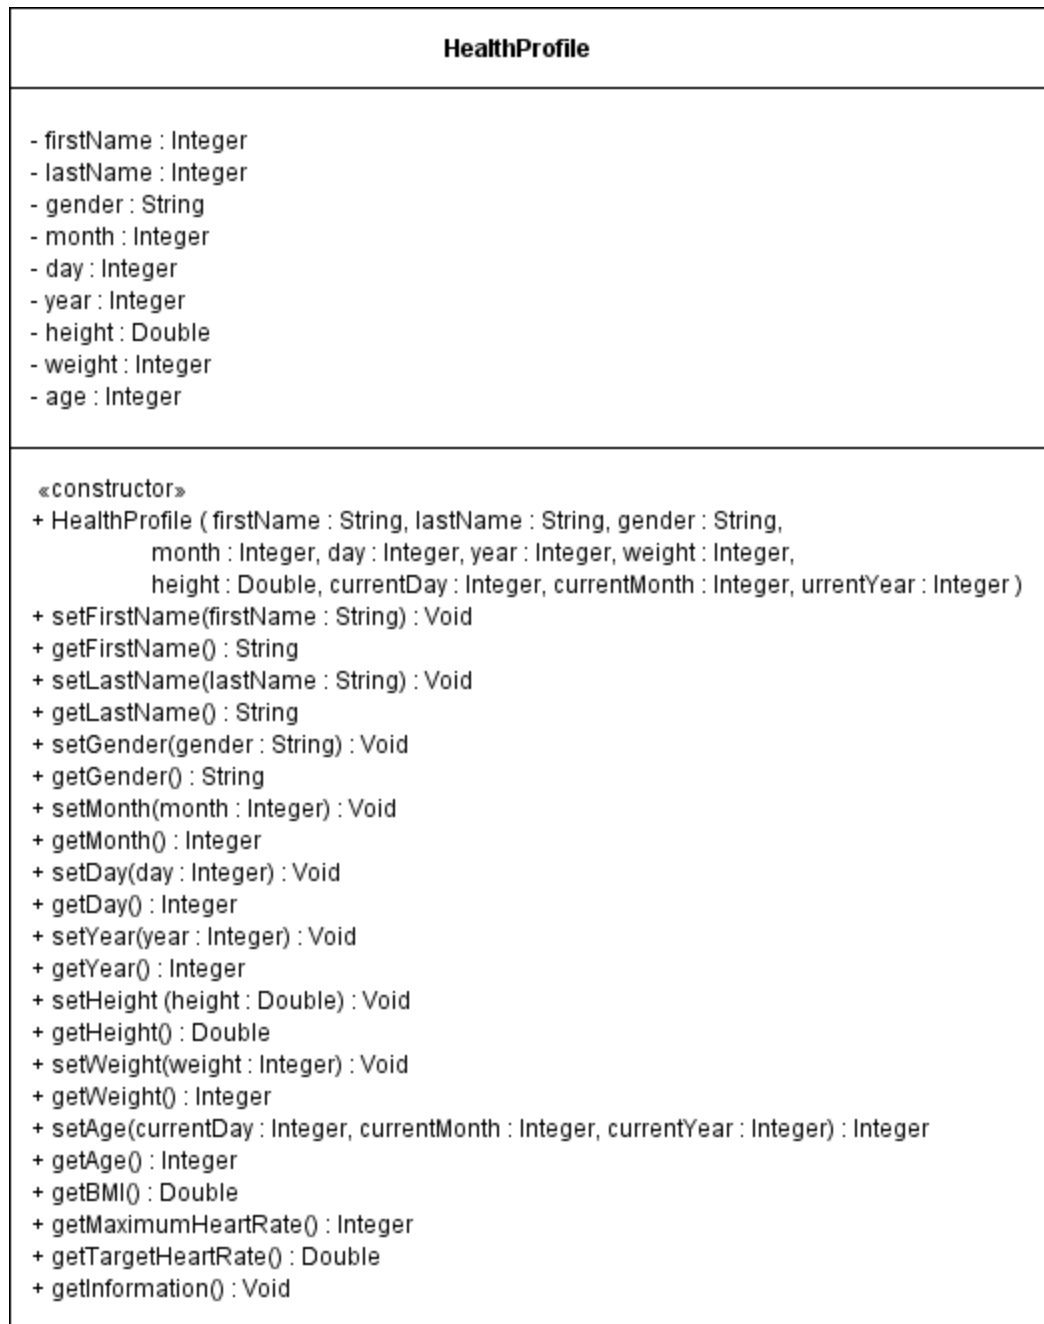 HealthProfile
- firstName : Integer
- lastName : Integer
- gender : String
- month : Integer
- day : Integer
- year : Integer
- height : Double
- weight : Integer
- age : Integer
«constructor»
+ HealthProfile ( firstName : String, lastName : String, gender : String,
month : Integer, day : Integer, year : Integer, weight : Integer,
height : Double, currentDay : Integer, currentMonth : Integer, urrentYear : Integer )
+ setFirstName(firstName : String) : Void
+ getFirstName() : String
+ setLastName(lastName : String) : Void
+ getLastName() : String
+ setGender(gender : String) : Void
+ getGender() : String
+ setMonth(month : Integer) : Void
+ getMonth() : Integer
+ setDay(day : Integer) : Void
+ getDay() : Integer
+ setYear(year : Integer) : Void
+ getYear() : Integer
+ setHeight (height : Double) : Void
+ getHeight() : Double
+ setWeight(weight : Integer) : Void
+ getWeight() : Integer
+ setAge(currentDay : Integer, currentMonth : Integer, currentYear : Integer) : Integer
+ getAge() : Integer
+ getBMI() : Double
+ getMaximumHeartRate() : Integer
+ getTargetHeartRate() : Double
+ getInformation() : Void